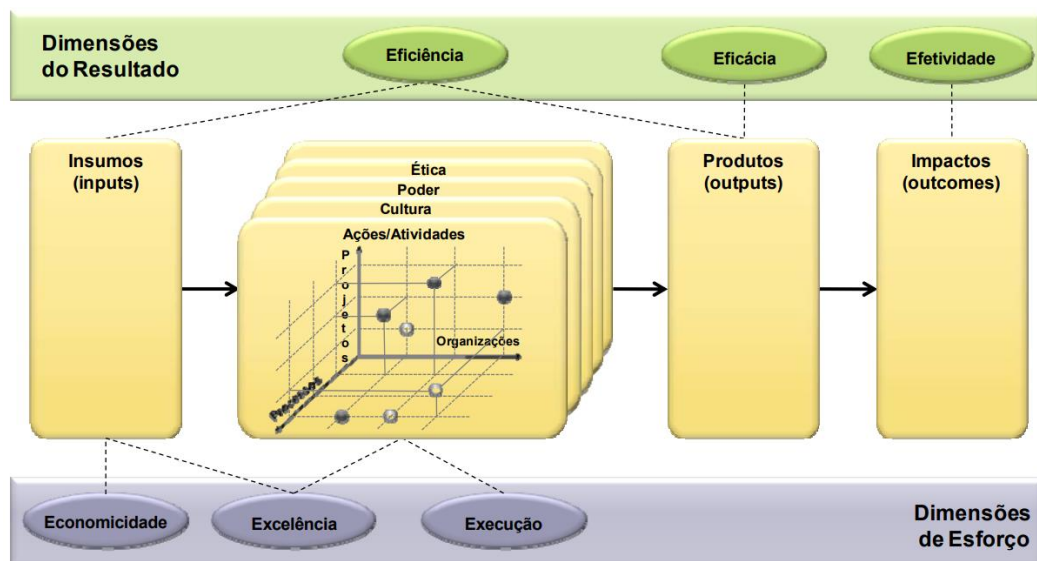 Dimensões
do Resultado
Eficiência
Eficácia
Efetividade
Insumos
(inputs)
Ética
Poder
Cultura
Ações/Atividades
Projetos
Organizações
Processos
Produtos
(outputs)
Impactos
(outcomes)
Economicidade
Excelência
Execução
Dimensões
de Esforço